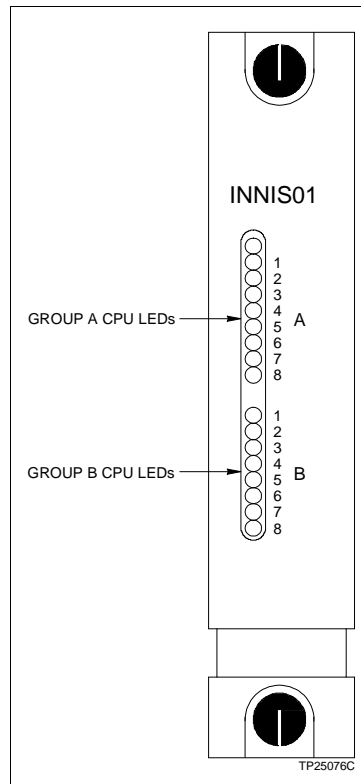 INNIS01
1
2
3
GROUP A CPU LEDs
4
5
A
6
7
8
1
2
3
GROUP B CPU LEDs
4
5
B
6
7
8
TP25076C